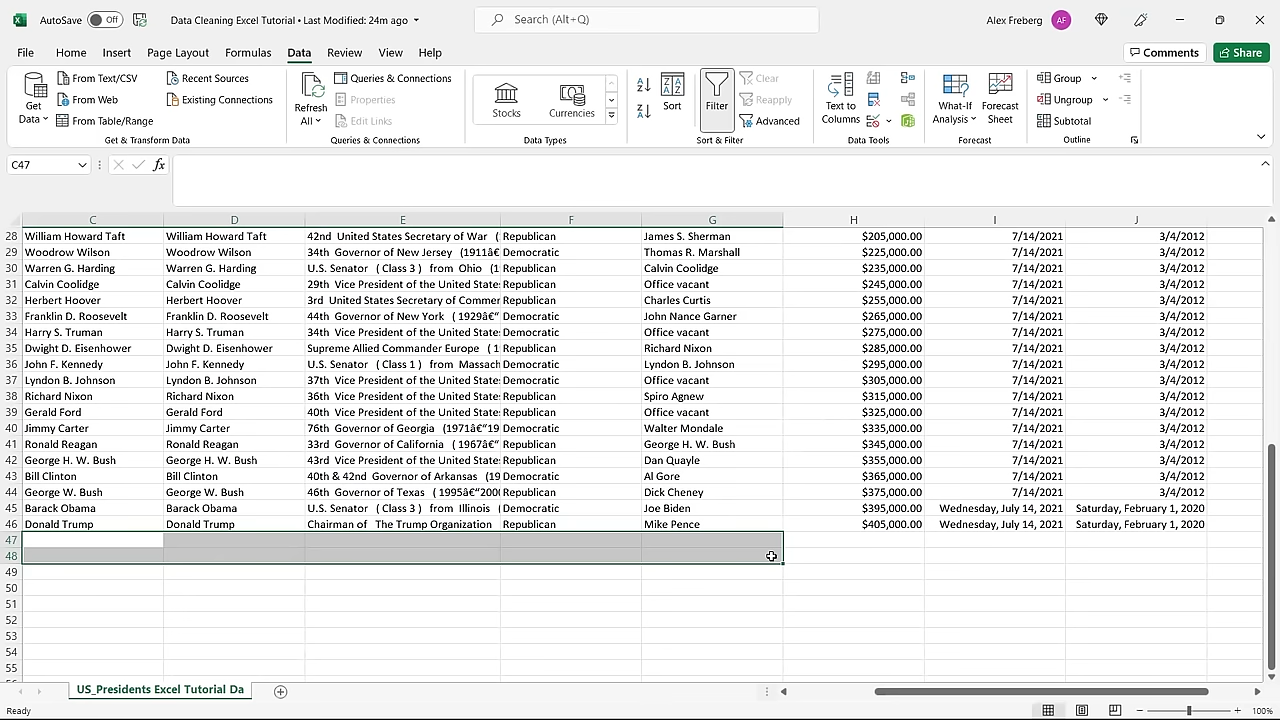 AutoSave Off Data Cleaning Excel Tutorial • Last Modified: 24m ago Search (Alt+Q) Alex Freberg AF
File Home Insert Page Layout Formulas Data Review View Help Comments Share
From Text/CSV Recent Sources Queries & Connections Clear Group
Get Data From Web Existing Connections Refresh All Properties Stocks Currencies Sort Filter Reapply Text to Columns What-If Analysis Forecast Sheet Ungroup
From Table/Range Edit Links Advanced Subtotal
Get & Transform Data Queries & Connections Data Types Sort & Filter Data Tools Forecast Outline
C47 fx
C D E F G H I J
28 William Howard Taft William Howard Taft 42nd United States Secretary of War ( Republican James S. Sherman $205,000.00 7/14/2021 3/4/2012
29 Woodrow Wilson Woodrow Wilson 34th Governor of New Jersey (1911â€ Democratic Thomas R. Marshall $225,000.00 7/14/2021 3/4/2012
30 Warren G. Harding Warren G. Harding U.S. Senator ( Class 3 ) from Ohio (1 Republican Calvin Coolidge $235,000.00 7/14/2021 3/4/2012
31 Calvin Coolidge Calvin Coolidge 29th Vice President of the United State Republican Office vacant $245,000.00 7/14/2021 3/4/2012
32 Herbert Hoover Herbert Hoover 3rd United States Secretary of Commer Republican Charles Curtis $255,000.00 7/14/2021 3/4/2012
33 Franklin D. Roosevelt Franklin D. Roosevelt 44th Governor of New York ( 1929â€“ Democratic John Nance Garner $265,000.00 7/14/2021 3/4/2012
34 Harry S. Truman Harry S. Truman 34th Vice President of the United State Democratic Office vacant $275,000.00 7/14/2021 3/4/2012
35 Dwight D. Eisenhower Dwight D. Eisenhower Supreme Allied Commander Europe ( 1 Republican Richard Nixon $285,000.00 7/14/2021 3/4/2012
36 John F. Kennedy John F. Kennedy U.S. Senator ( Class 1 ) from Massach Democratic Lyndon B. Johnson $295,000.00 7/14/2021 3/4/2012
37 Lyndon B. Johnson Lyndon B. Johnson 37th Vice President of the United State Democratic Office vacant $305,000.00 7/14/2021 3/4/2012
38 Richard Nixon Richard Nixon 36th Vice President of the United State Republican Spiro Agnew $315,000.00 7/14/2021 3/4/2012
39 Gerald Ford Gerald Ford 40th Vice President of the United State Republican Office vacant $325,000.00 7/14/2021 3/4/2012
40 Jimmy Carter Jimmy Carter 76th Governor of Georgia (1971â€“19 Democratic Walter Mondale $335,000.00 7/14/2021 3/4/2012
41 Ronald Reagan Ronald Reagan 33rd Governor of California ( 1967â€“ Republican George H. W. Bush $345,000.00 7/14/2021 3/4/2012
42 George H. W. Bush George H. W. Bush 43rd Vice President of the United State Republican Dan Quayle $355,000.00 7/14/2021 3/4/2012
43 Bill Clinton Bill Clinton 40th & 42nd Governor of Arkansas (19 Democratic Al Gore $365,000.00 7/14/2021 3/4/2012
44 George W. Bush George W. Bush 46th Governor of Texas ( 1995â€“200 Republican Dick Cheney $375,000.00 7/14/2021 3/4/2012
45 Barack Obama Barack Obama U.S. Senator ( Class 3 ) from Illinois ( Democratic Joe Biden $395,000.00 Wednesday, July 14, 2021 Saturday, February 1, 2020
46 Donald Trump Donald Trump Chairman of The Trump Organization Republican Mike Pence $405,000.00 Wednesday, July 14, 2021 Saturday, February 1, 2020
47
48
49
50
51
52
53
54
55
US_Presidents Excel Tutorial Da
Ready 100%